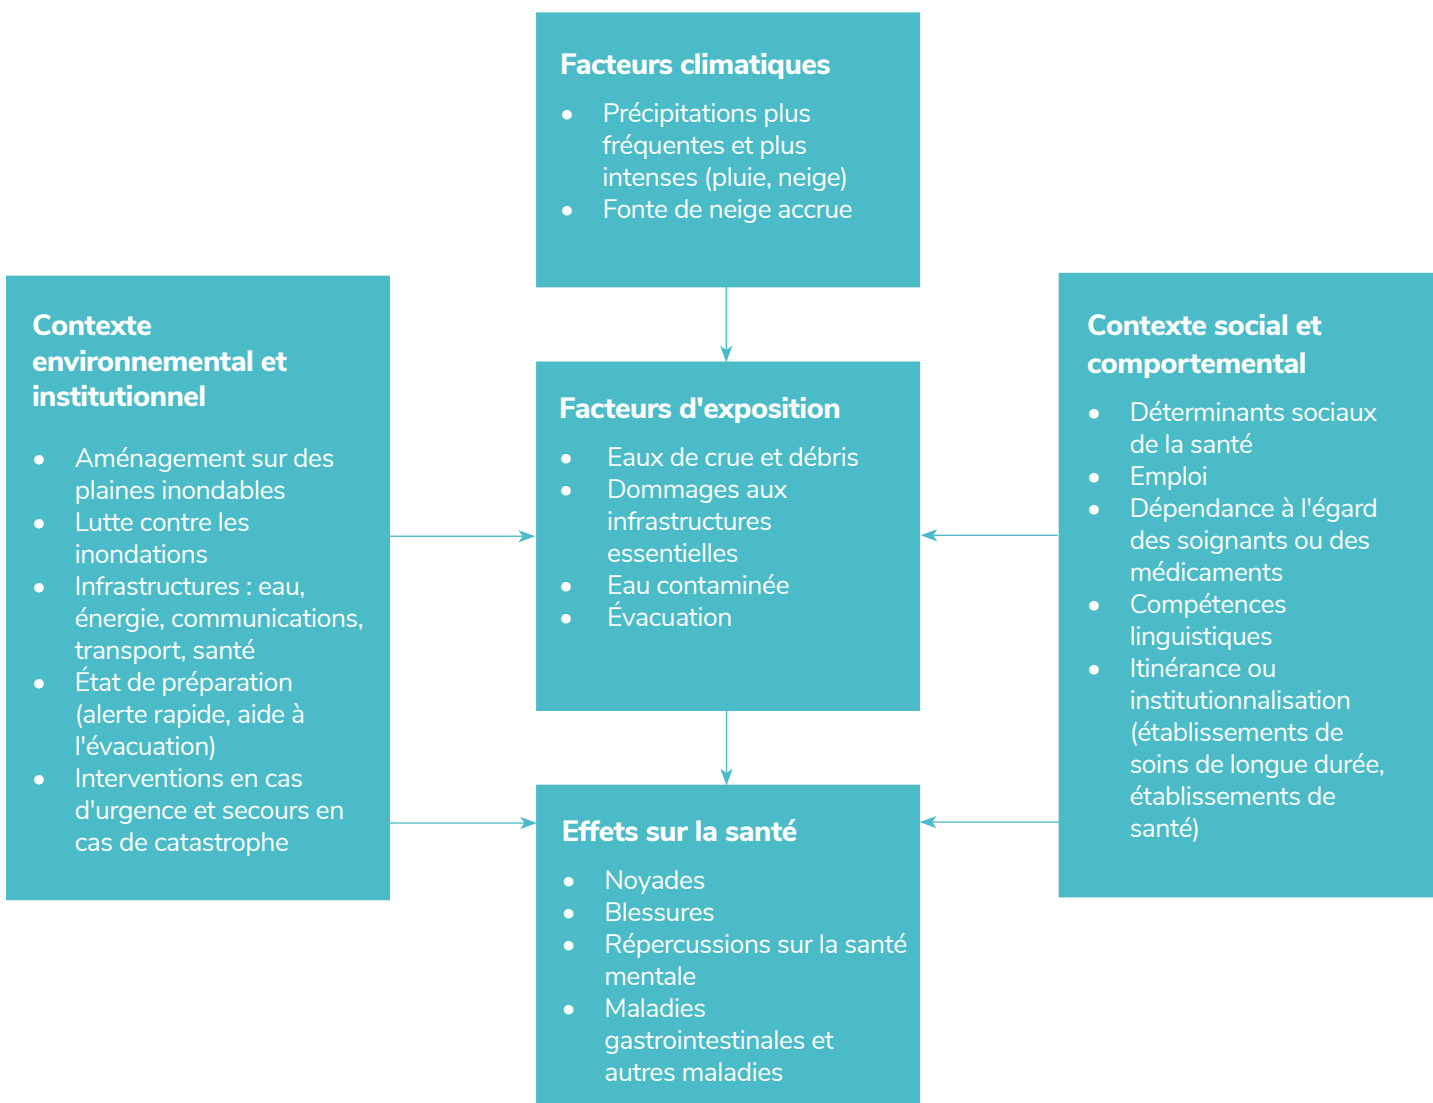 Facteurs climatiques
● Précipitations plus
fréquentes et plus
intenses (pluie, neige)
● Fonte de neige accrue
Contexte
environnemental et
institutionnel
● Aménagement sur des
plaines inondables
● Lutte contre les
inondations
● Infrastructures : eau,
énergie, communications,
transport, santé
● État de préparation
(alerte rapide, aide à
l'évacuation)
● Interventions en cas
d'urgence et secours en
cas de catastrophe
Facteurs d'exposition
● Eaux de crue et débris
● Dommages aux
infrastructures
essentielles
● Eau contaminée
● Évacuation
Contexte social et
comportemental
● Déterminants sociaux
de la santé
● Emploi
● Dépendance à l'égard
des soignants ou des
médicaments
● Compétences
linguistiques
● Itinérance ou
institutionnalisation
(établissements de
soins de longue durée,
établissements de
santé)
Effets sur la santé
● Noyades
● Blessures
● Répercussions sur la santé
mentale
● Maladies
gastrointestinales et
autres maladies